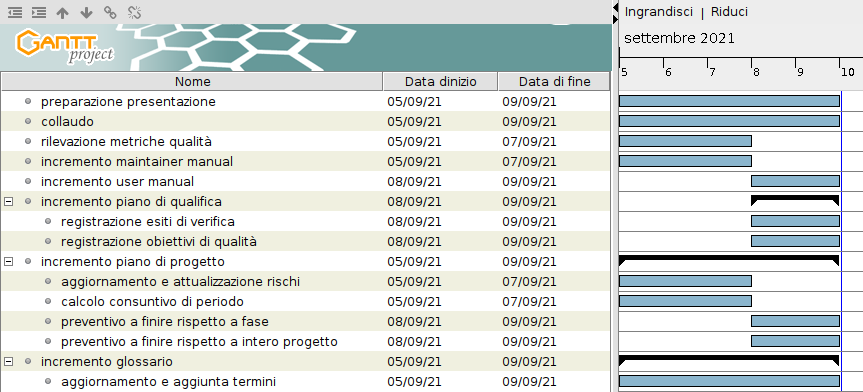 GANTT project
Ingrandisci | Riduci
settembre 2021
5 6 7 8 9 10
Nome Data dinizio Data di fine
preparazione presentazione 05/09/21 09/09/21
collaudo 05/09/21 09/09/21
rilevazione metriche qualità 05/09/21 07/09/21
incremento maintainer manual 05/09/21 07/09/21
incremento user manual 08/09/21 09/09/21
incremento piano di qualifica 08/09/21 09/09/21
registrazione esiti di verifica 08/09/21 09/09/21
registrazione obiettivi di qualità 08/09/21 09/09/21
incremento piano di progetto 05/09/21 09/09/21
aggiornamento e attualizzazione rischi 05/09/21 07/09/21
calcolo consuntivo di periodo 05/09/21 07/09/21
preventivo a finire rispetto a fase 08/09/21 09/09/21
preventivo a finire rispetto a intero progetto 08/09/21 09/09/21
incremento glossario 05/09/21 09/09/21
aggiornamento e aggiunta termini 05/09/21 09/09/21